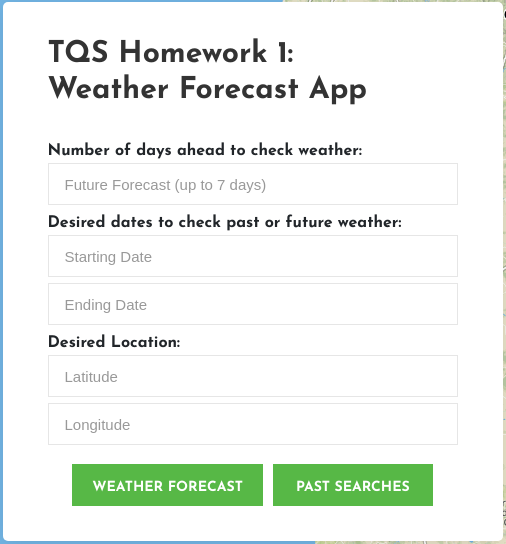 TQS Homework 1:
Weather Forecast App
Number of days ahead to check weather:
Future Forecast (up to 7 days)
Desired dates to check past or future weather:
Starting Date
Ending Date
Desired Location:
Latitude
Longitude
WEATHER FORECAST
PAST SEARCHES